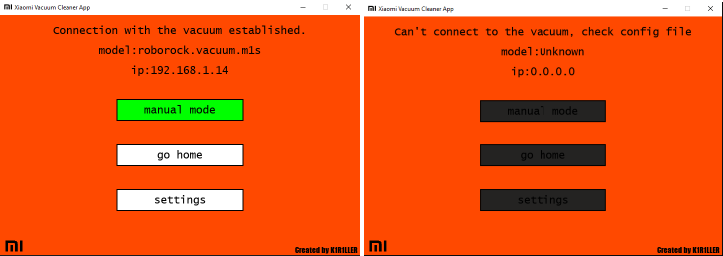 Xiaomi Vacuum Cleaner App
Connection with the vacuum established.
model:roborock.vacuum.m1s
ip:192.168.1.14
manual mode
go home
settings
mi
Created by K1R1LLER
Xiaomi Vacuum Cleaner App
Can't connect to the vacuum, check config file
model:Unknown
ip:0.0.0.0
manual mode
go home
settings
mi
Created by K1R1LLER